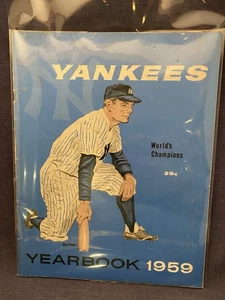 YANKEES
World's
Champions
50¢
YEARBOOK 1959